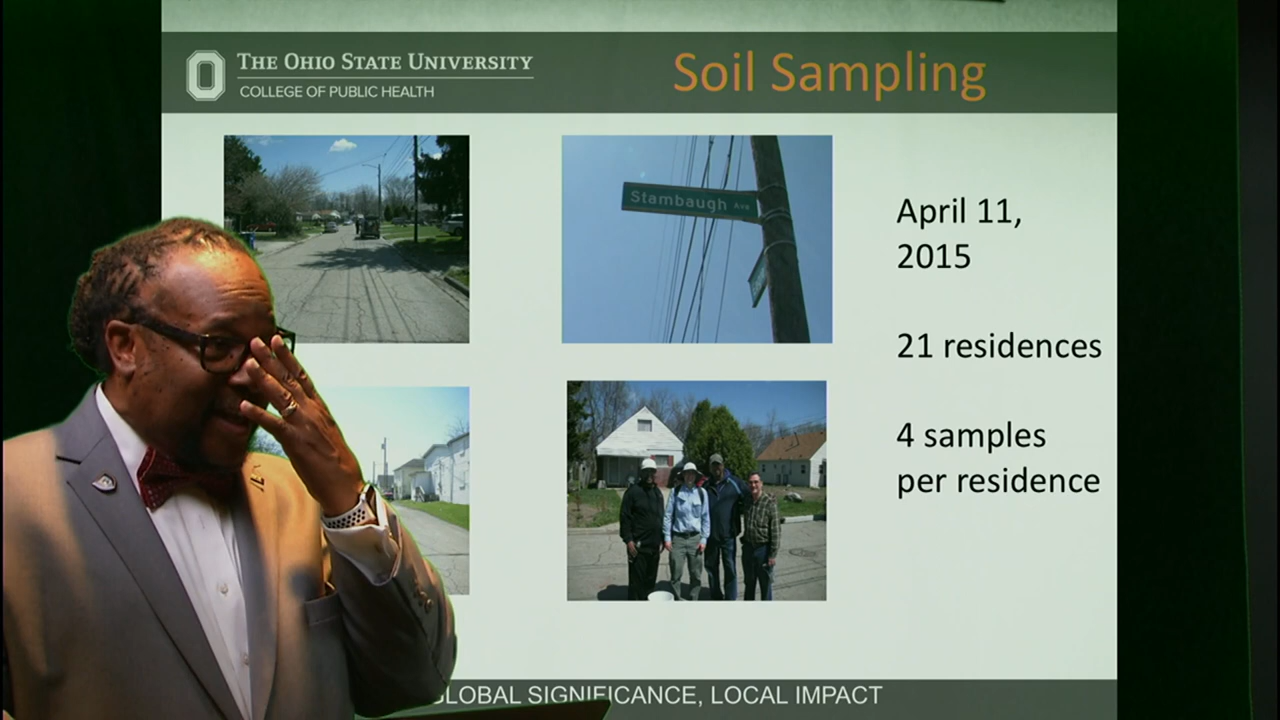 THE OHIO STATE UNIVERSITY
COLLEGE OF PUBLIC HEALTH
Soil Sampling
Stambaugh Ave
April 11,
2015
21 residences
4 samples
per residence
GLOBAL SIGNIFICANCE, LOCAL IMPACT